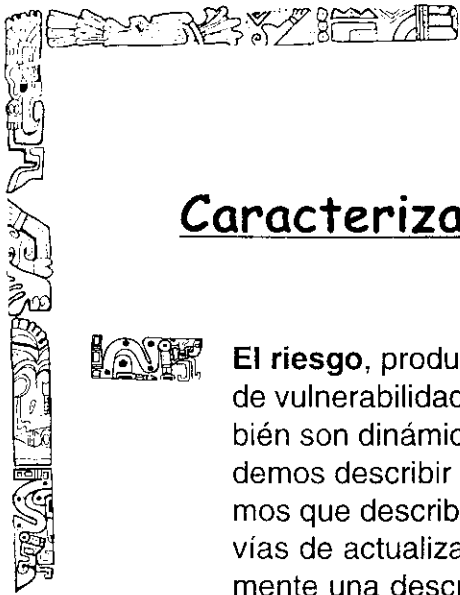 Caracteriza
El riesgo, produ
de vulnerabilidad
bién son dinámic
demos describir
mos que describ
vías de actualiza
mente una descr